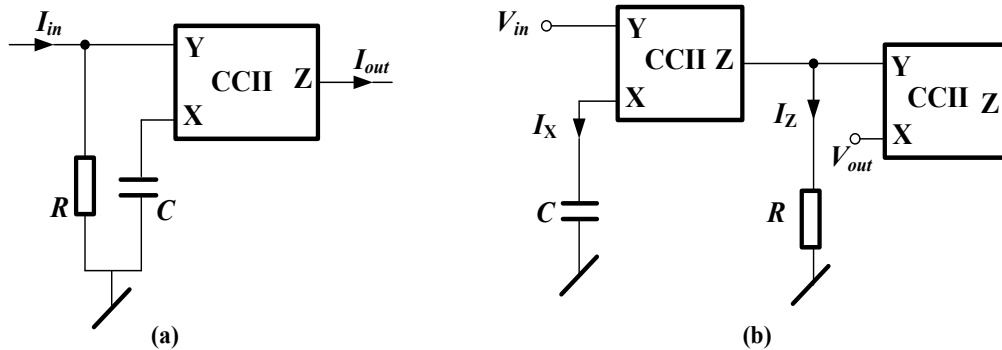 I_in
Y
CCII
Z
I_out
X
R
C
(a)
V_in
Y
CCII Z
X
I_X
C
I_Z
R
Y
CCII
Z
X
V_out
(b)